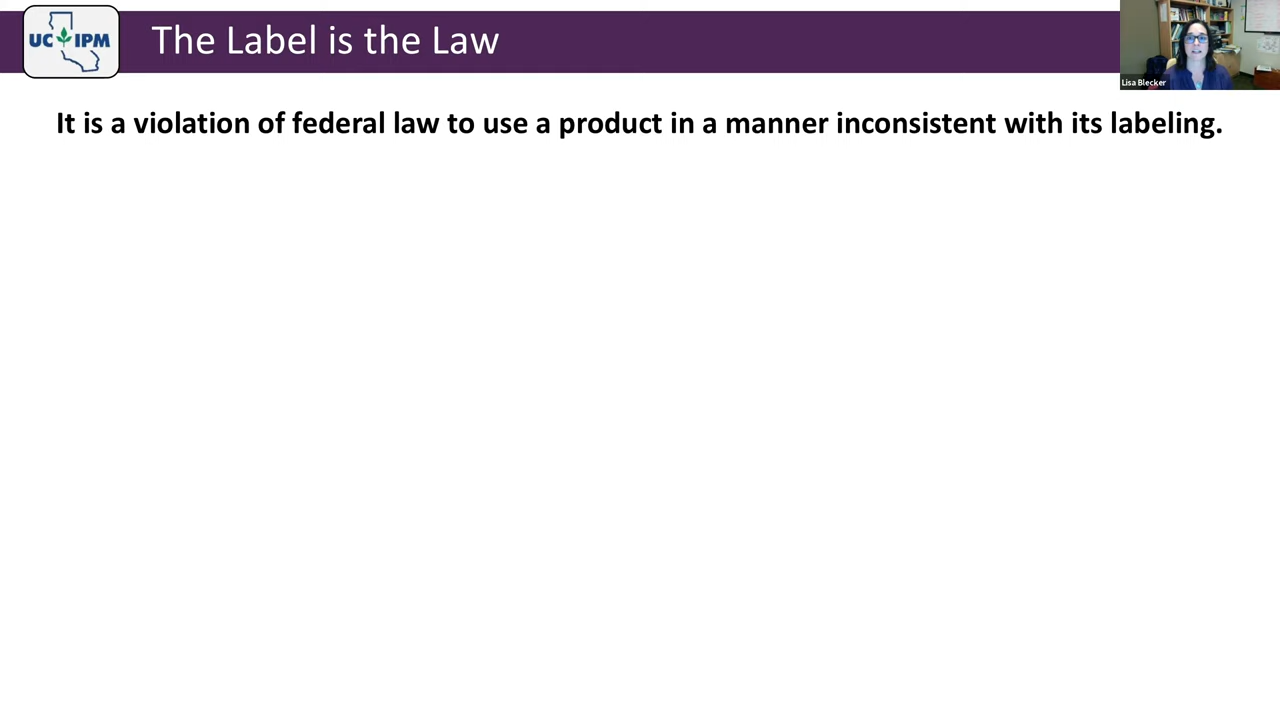 UC IPM
The Label is the Law
Lisa Blecker
It is a violation of federal law to use a product in a manner inconsistent with its labeling.